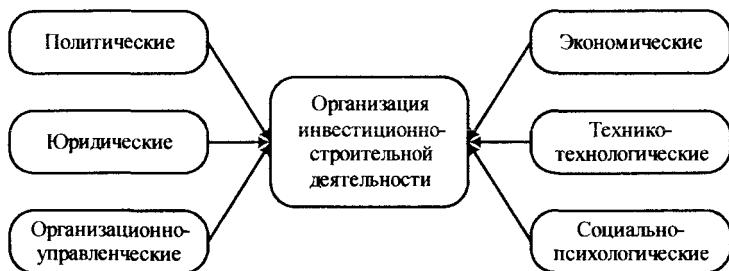 Политические
Юридические
Организационно-
управленческие
Организация
инвестиционно-
строительной
деятельности
Экономические
Технико-
технологические
Социально-
психологические